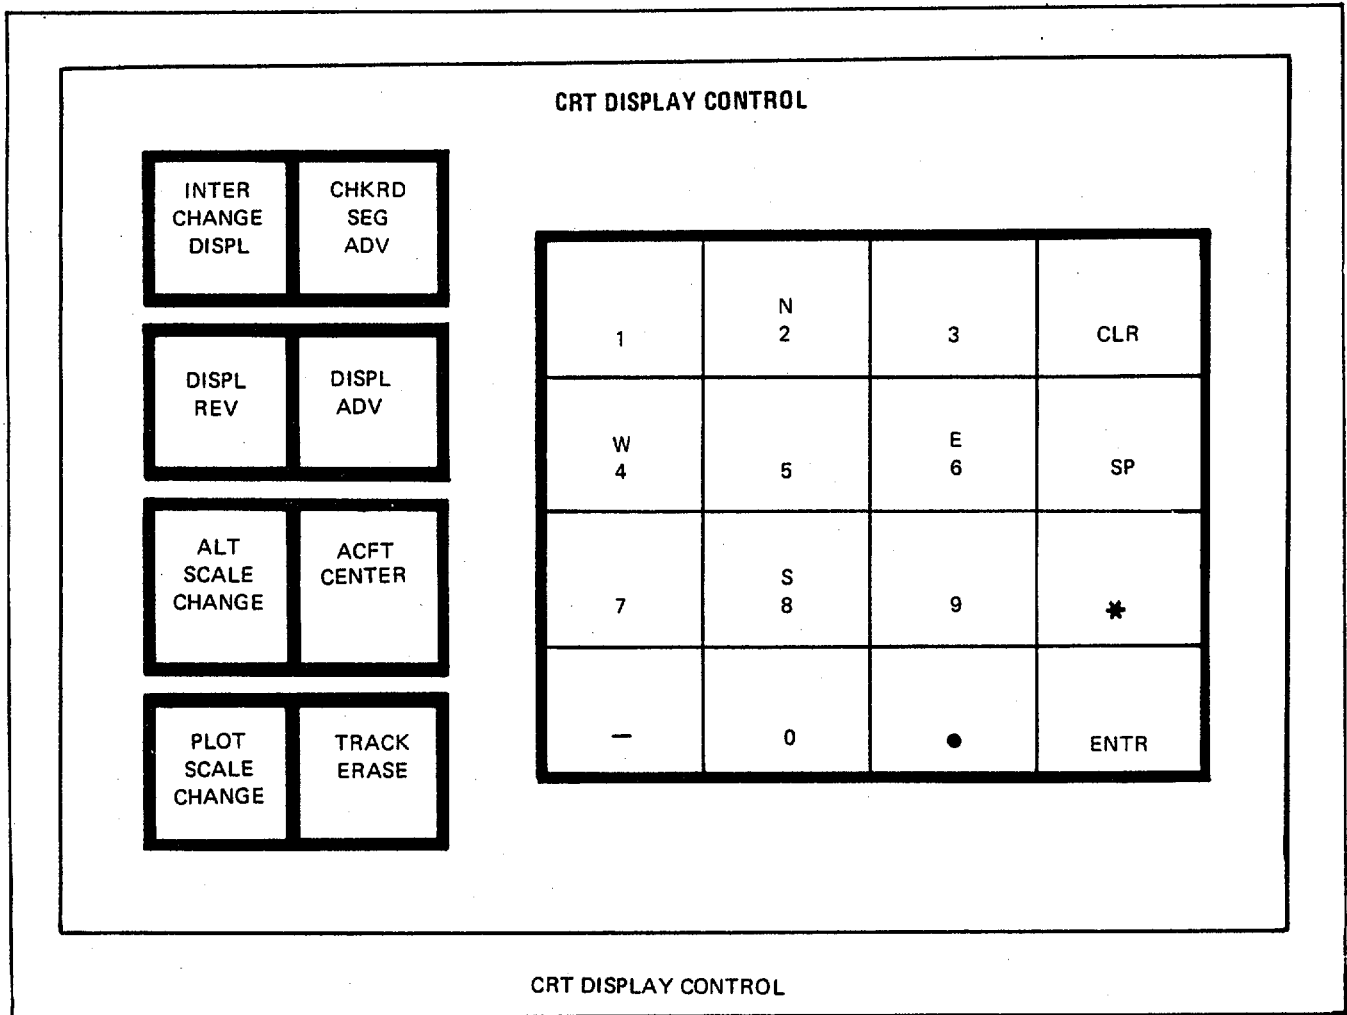 CRT DISPLAY CONTROL
INTER
CHANGE
DISPL
CHKRD
SEG
ADV
DISPL
REV
DISPL
ADV
ALT
SCALE
CHANGE
ACFT
CENTER
PLOT
SCALE
CHANGE
TRACK
ERASE
N
1 2 3 CLR
W E
4 5 6 SP
S
7 8 9 *
— 0 ● ENTR
CRT DISPLAY CONTROL